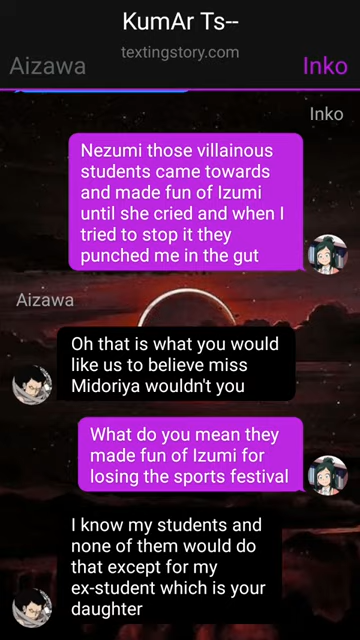 KumAr Ts--
textingstory.com
Aizawa
Inko
Inko
Nezumi those villainous
students came towards
and made fun of Izumi
until she cried and when I
tried to stop it they
punched me in the gut
Aizawa
Oh that is what you would
like us to believe miss
Midoriya wouldn't you
What do you mean they
made fun of Izumi for
losing the sports festival
I know my students and
none of them would do
that except for my
ex-student which is your
daughter